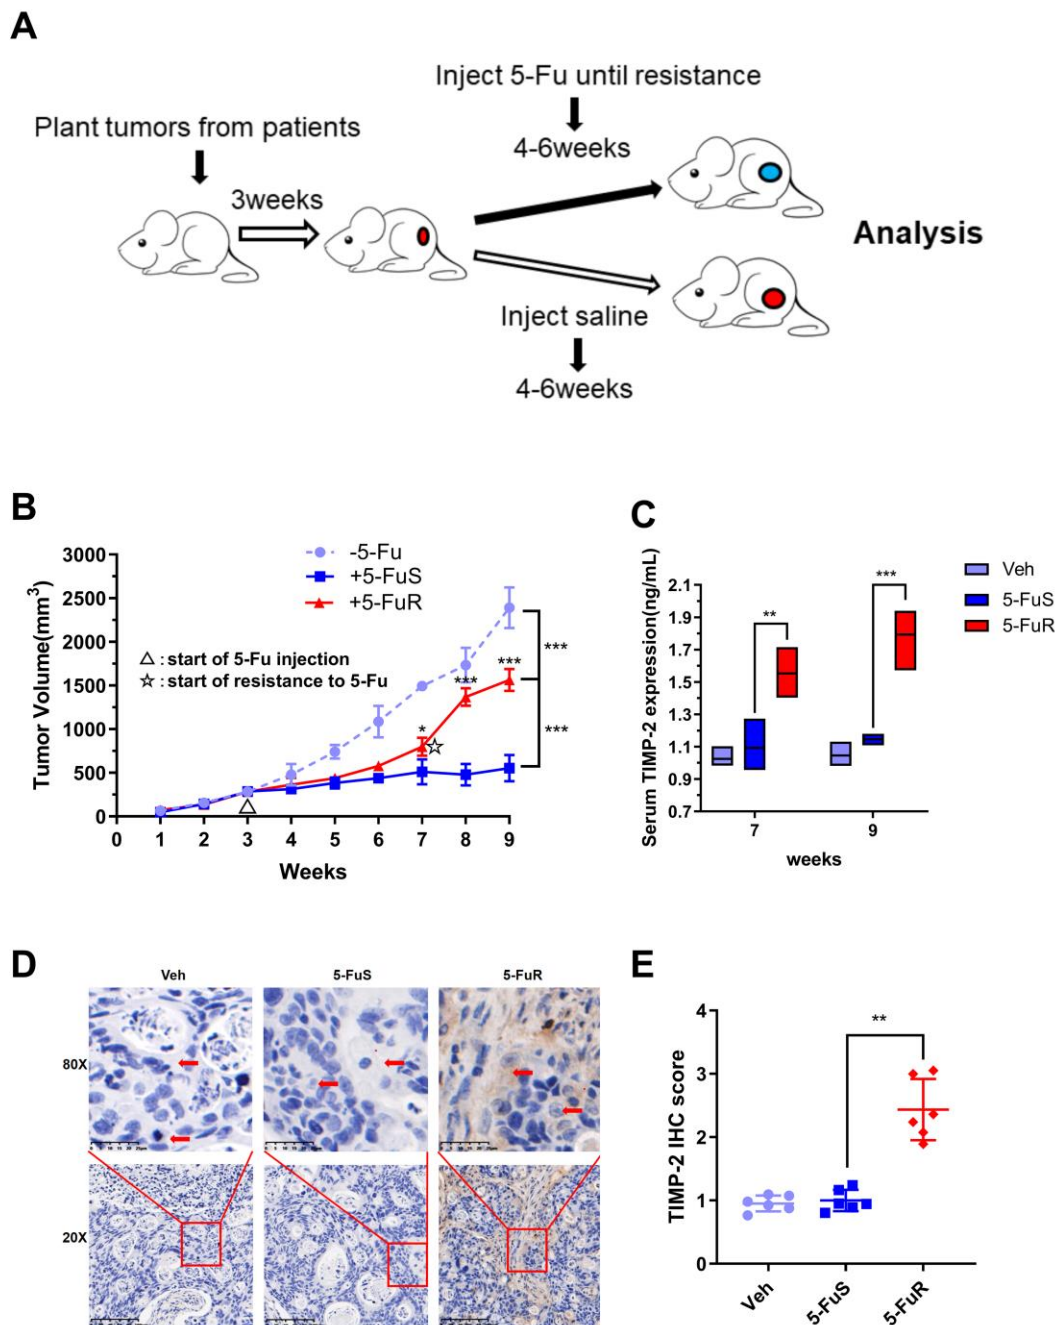 A
Inject 5-Fu until resistance
Plant tumors from patients
4-6weeks
3weeks
Analysis
Inject saline
4-6weeks
B
-5-Fu
+5-FuS
+5-FuR
△ : start of 5-Fu injection
☆ : start of resistance to 5-Fu
Tumor Volume(mm³)
3000
2500
2000
1500
1000
500
0
0 1 2 3 4 5 6 7 8 9
Weeks
* *** ***
***
***
C
Veh
5-FuS
5-FuR
Serum TIMP-2 expression(ng/mL)
2.1
1.9
1.7
1.5
1.3
1.1
0.9
0.7
** ***
7 9
weeks
D
Veh 5-FuS 5-FuR
80X
20X
E
TIMP-2 IHC score
4
3
2
1
0
**
Veh 5-FuS 5-FuR